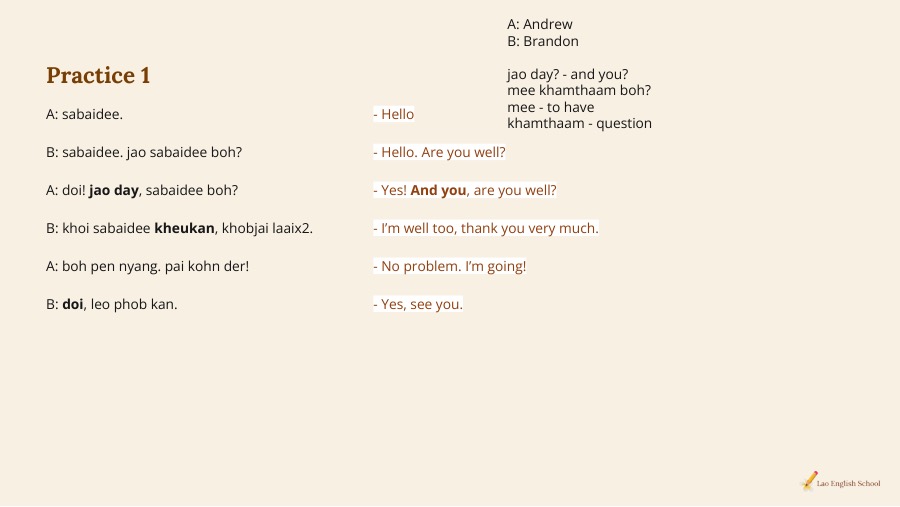 A: Andrew
B: Brandon
jao day? - and you?
mee khamthaam boh?
mee - to have
khamthaam - question
Practice 1
A: sabaidee. - Hello
B: sabaidee. jao sabaidee boh? - Hello. Are you well?
A: doi! jao day, sabaidee boh? - Yes! And you, are you well?
B: khoi sabaidee kheukan, khobjai laaix2. - I’m well too, thank you very much.
A: boh pen nyang. pai kohn der! - No problem. I’m going!
B: doi, leo phob kan. - Yes, see you.
Lao English School